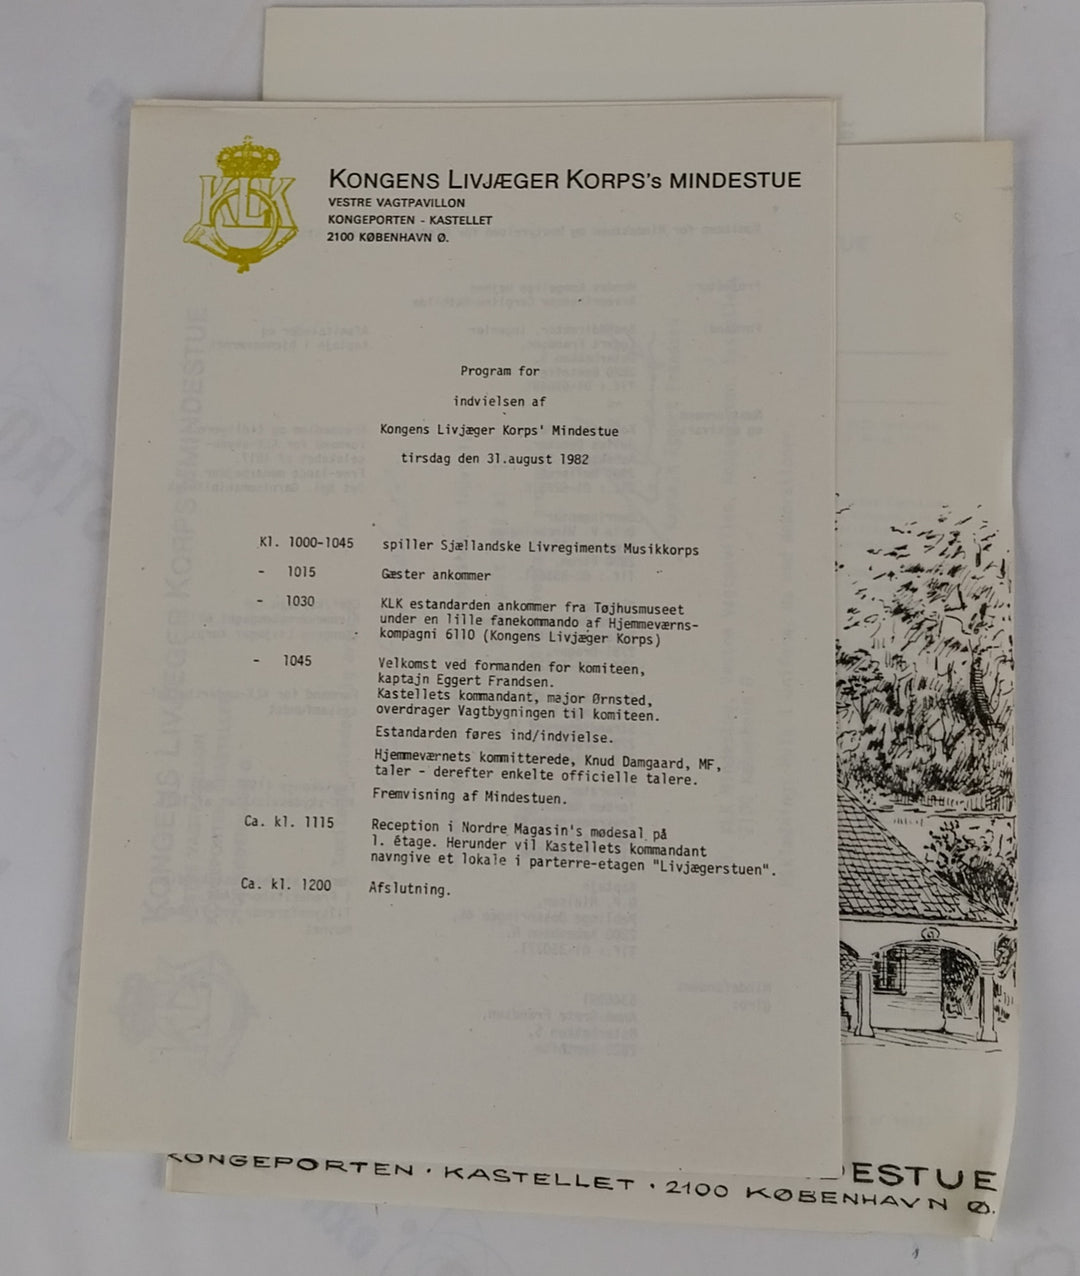 KLK
KONGENS LIVJÆGER KORPS's MINDESTUE
VESTRE VAGTPAVILLON
KONGEPORTEN - KASTELLET
2100 KØBENHAVN Ø.
Program for
indvielsen af
Kongens Livjæger Korps' Mindestue
tirsdag den 31.august 1982
Kl. 1000-1045 spiller Sjællandske Livregiments Musikkorps
- 1015 Gæster ankommer
- 1030 KLK estandarden ankommer fra Tøjhusmuseet
under en lille fanekommando af Hjemmeværns-
kompagni 6110 (Kongens Livjæger Korps)
- 1045 Velkomst ved formanden for komiteen,
kaptajn Eggert Frandsen.
Kastellets kommandant, major Ørnsted,
overdrager Vagtbygningen til komiteen.
Estandarden føres ind/indvielse.
Hjemmeværnets kommitterede, Knud Damgaard, MF,
taler - derefter enkelte officielle talere.
Fremvisning af Mindestuen.
Ca. kl. 1115 Reception i Nordre Magasin's mødesal på
1. étage. Herunder vil Kastellets kommandant
navngive et lokale i parterre-etagen "Livjægerstuen".
Ca. kl. 1200 Afslutning.
DESTUE
KONGEPORTEN · KASTELLET · 2100 KØBENHAVN Ø.